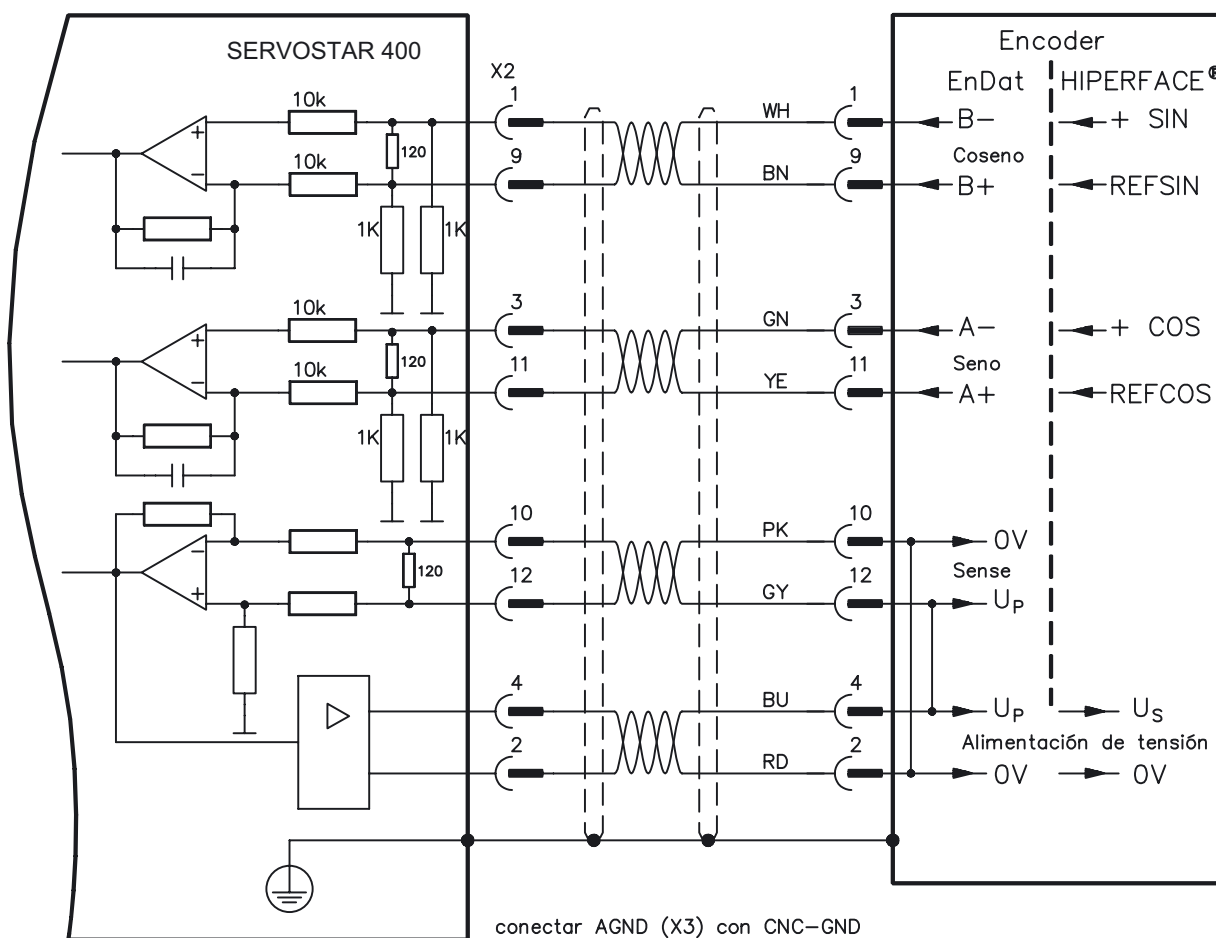 SERVOSTAR 400
Encoder
X2
EnDat HIPERFACE®
10k 1 WH 1 B- + SIN
120 Coseno
10k 9 BN 9 B+ REFSIN
1K 1K
10k 3 GN 3 A- + COS
120 Seno
10k 11 YE 11 A+ REFCOS
1K 1K
10 PK 10 0V
120 Sense
12 GY 12 UP
4 BU 4 UP US
Alimentación de tensión
2 RD 2 0V 0V
conectar AGND (X3) con CNC-GND